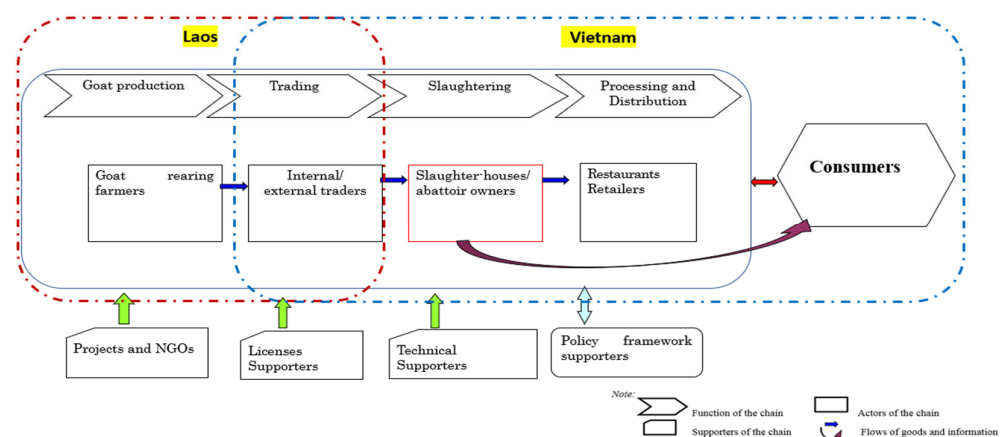 Laos
Vietnam
Goat production
Trading
Slaughtering
Processing and
Distribution
Goat rearing
farmers
Internal/
external traders
Slaughter-houses/
abattoir owners
Restaurants
Retailers
Consumers
Projects and NGOs
Licenses
Supporters
Technical
Supporters
Policy framework
supporters
Note:
Function of the chain
Actors of the chain
Supporters of the chain
Flows of goods and information